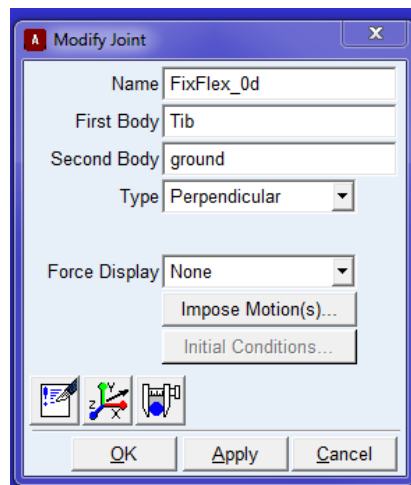 A Modify Joint X
Name FixFlex_0d
First Body Tib
Second Body ground
Type Perpendicular
Force Display None
Impose Motion(s)...
Initial Conditions...
z Y X
OK Apply Cancel